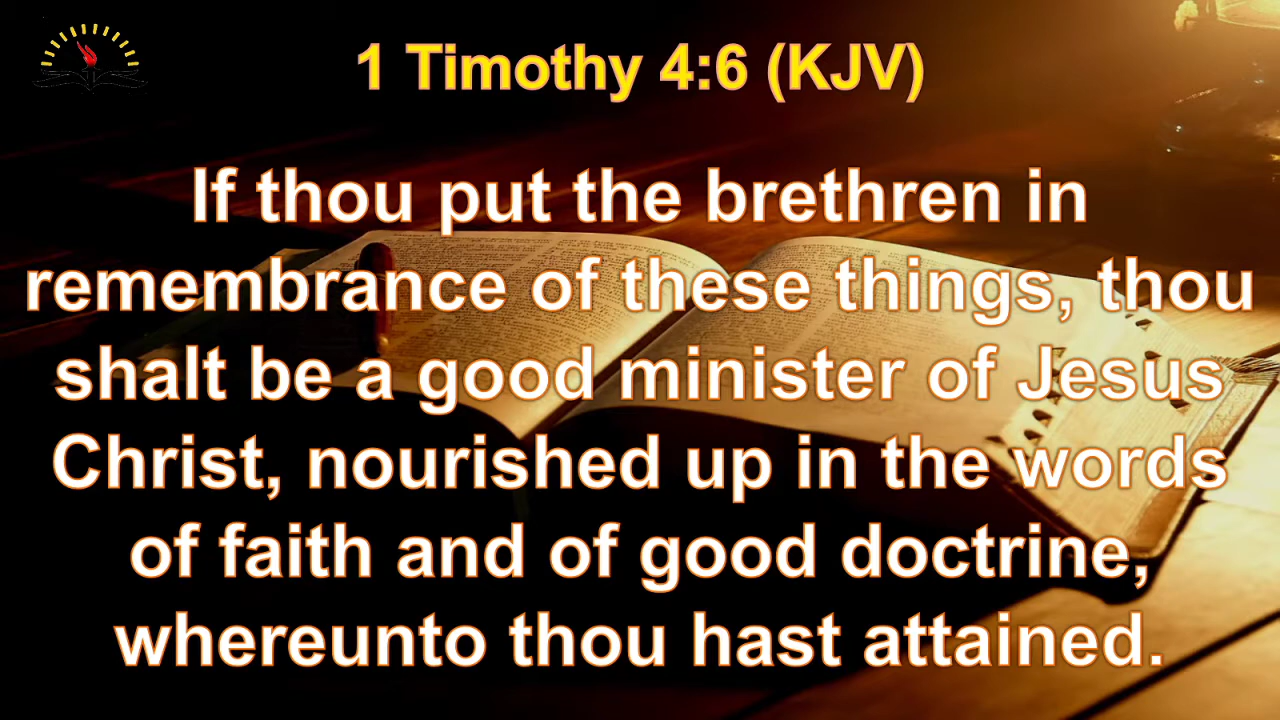 1 Timothy 4:6 (KJV)
If thou put the brethren in
remembrance of these things, thou
shalt be a good minister of Jesus
Christ, nourished up in the words
of faith and of good doctrine,
whereunto thou hast attained.